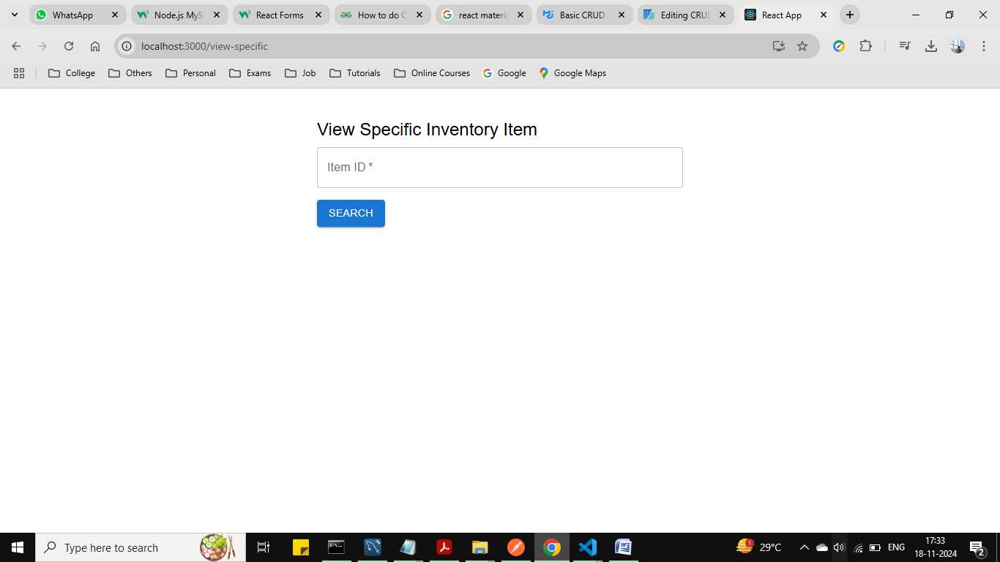 WhatsApp
Node.js MyS
React Forms
How to do C
react materia
Basic CRUD a
Editing CRUD
React App
localhost:3000/view-specific
College
Others
Personal
Exams
Job
Tutorials
Online Courses
Google
Google Maps
View Specific Inventory Item
Item ID *
SEARCH
Type here to search
1
29°C
ENG
17:33
18-11-2024
2